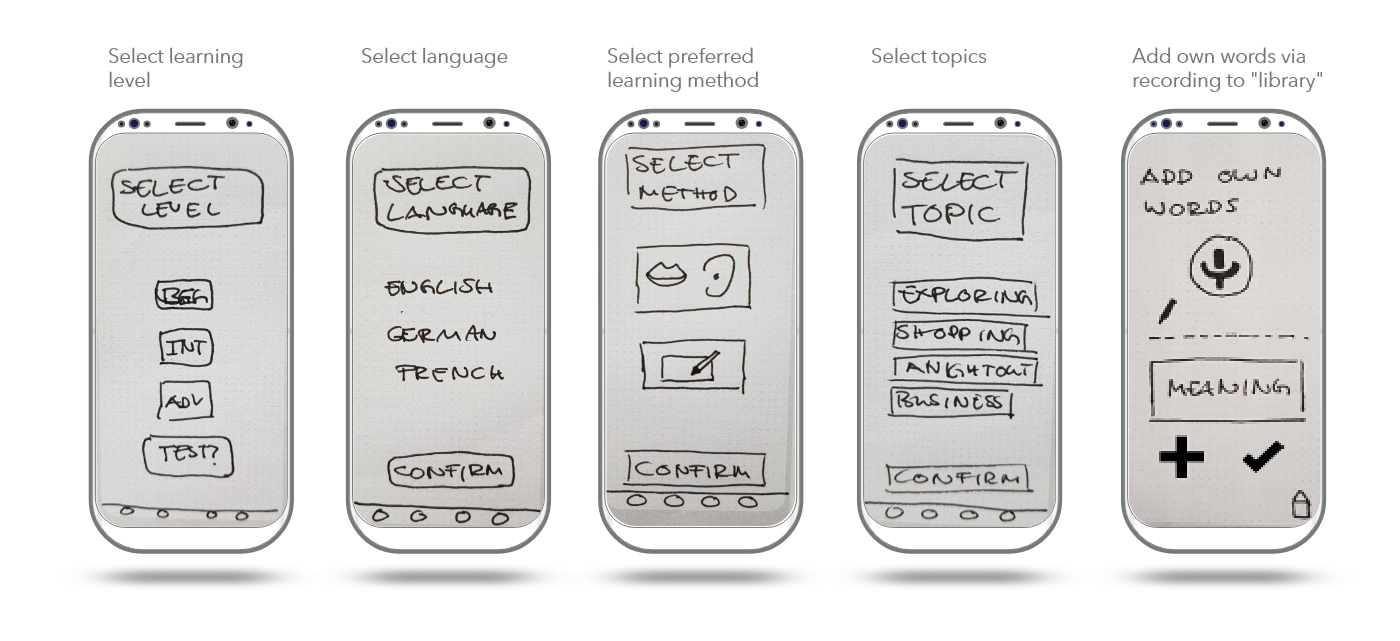 Select learning
level
Select language
Select preferred
learning method
Select topics
Add own words via
recording to "library"
SELECT
LEVEL
BEG
INT
ADV
TEST?
SELECT
LANGUAGE
ENGLISH
GERMAN
FRENCH
CONFIRM
SELECT
METHOD
CONFIRM
SELECT
TOPIC
EXPLORING
SHOPPING
ANIGHTOUT
BUSINESS
CONFIRM
ADD OWN
WORDS
MEANING